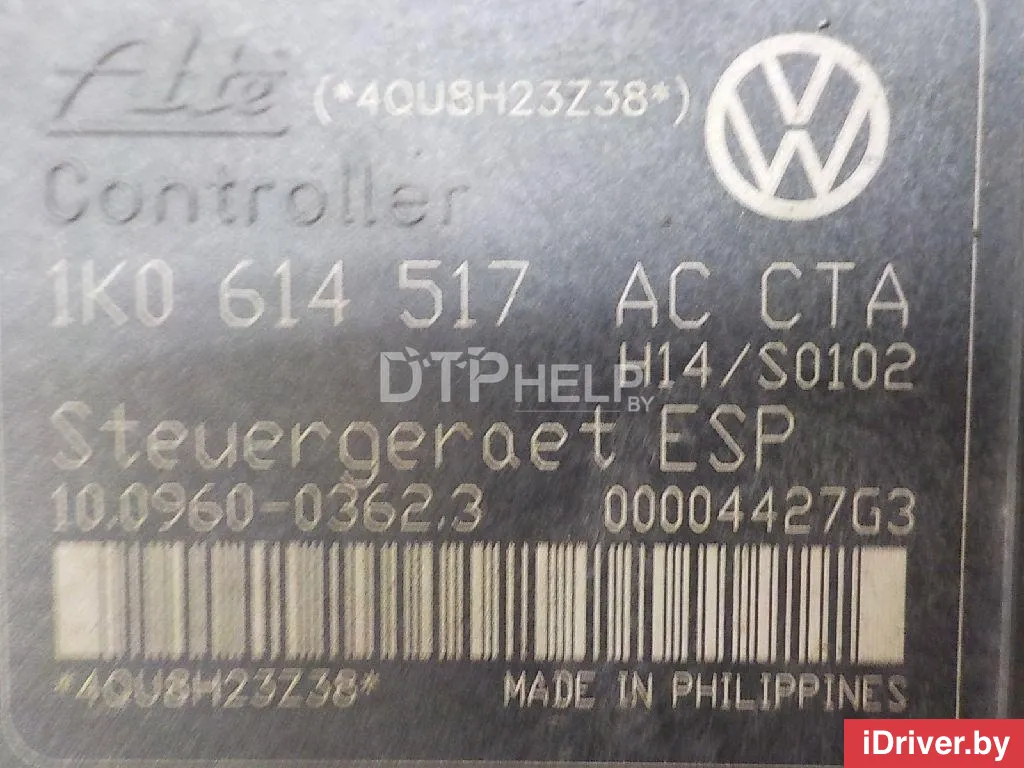 Ate
(*4QU8H23Z38*)
Controller
1K0 614 517 AC CTA
H14/S0102
DTPHELP
BY
Steuergeraet ESP
10.0960-0362.3 00004427G3
*4QU8H23Z38* MADE IN PHILIPPINES
iDriver.by